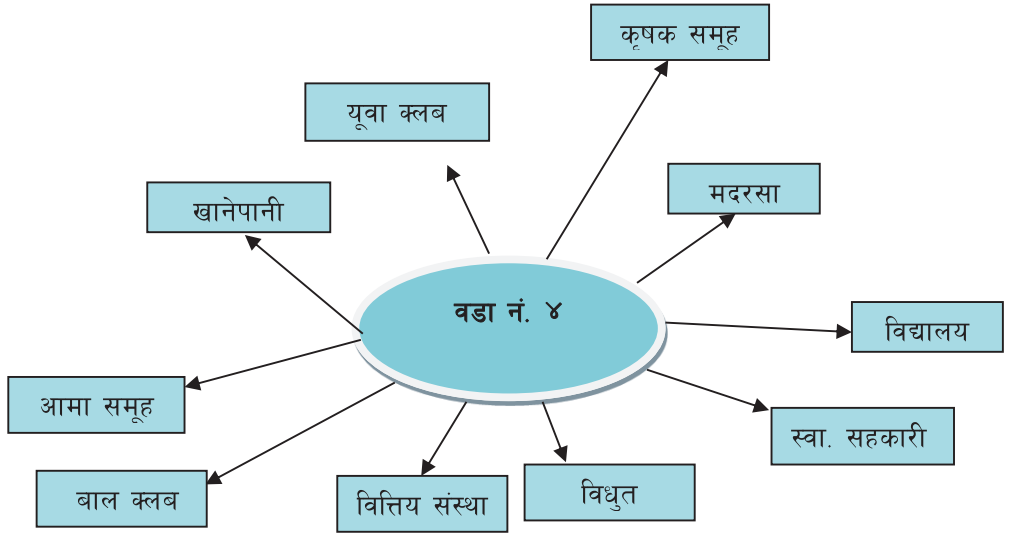 कृषक समूह
यूवा क्लब
मदरसा
खानेपानी
वडा नं. ४
विद्यालय
आमा समूह
स्वा. सहकारी
बाल क्लब
वित्तिय संस्था
विधुत